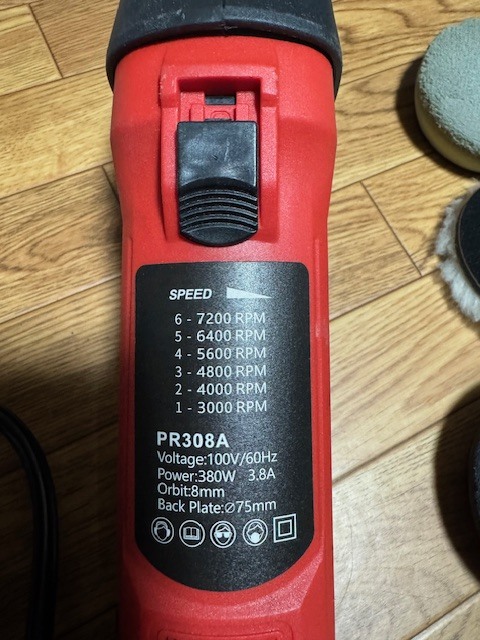 SPEED
6 - 7200 RPM
5 - 6400 RPM
4 - 5600 RPM
3 - 4800 RPM
2 - 4000 RPM
1 - 3000 RPM
PR308A
Voltage:100V/60Hz
Power:380W 3.8A
Orbit:8mm
Back Plate:∅75mm